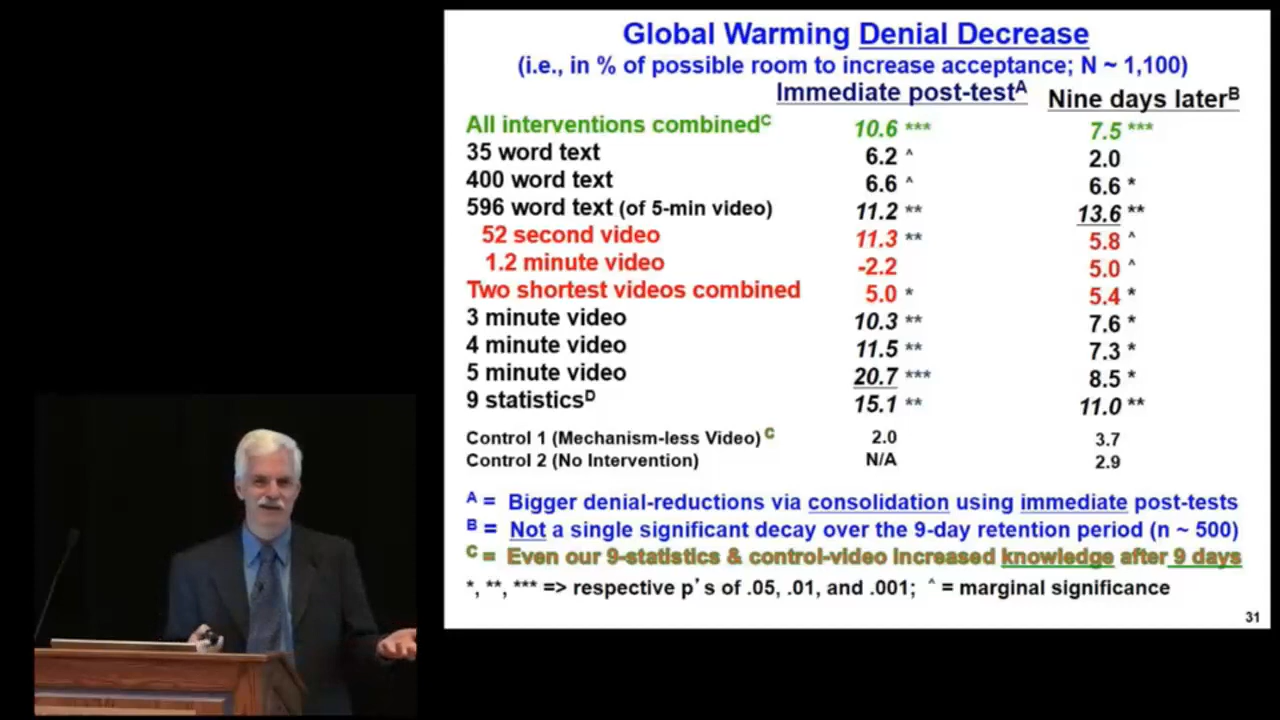 Global Warming Denial Decrease
(i.e., in % of possible room to increase acceptance; N ~ 1,100)
Immediate post-testᴬ Nine days laterᴮ
All interventions combinedᶜ 10.6 *** 7.5 ***
35 word text 6.2 ^ 2.0
400 word text 6.6 ^ 6.6 *
596 word text (of 5-min video) 11.2 ** 13.6 **
52 second video 11.3 ** 5.8 ^
1.2 minute video -2.2 5.0 ^
Two shortest videos combined 5.0 * 5.4 *
3 minute video 10.3 ** 7.6 *
4 minute video 11.5 ** 7.3 *
5 minute video 20.7 *** 8.5 *
9 statisticsᴰ 15.1 ** 11.0 **
Control 1 (Mechanism-less Video) ᶜ 2.0 3.7
Control 2 (No Intervention) N/A 2.9
ᴬ = Bigger denial-reductions via consolidation using immediate post-tests
ᴮ = Not a single significant decay over the 9-day retention period (n ~ 500)
ᶜ = Even our 9-statistics & control-video increased knowledge after 9 days
*, **, *** => respective p's of .05, .01, and .001; ^ = marginal significance
31